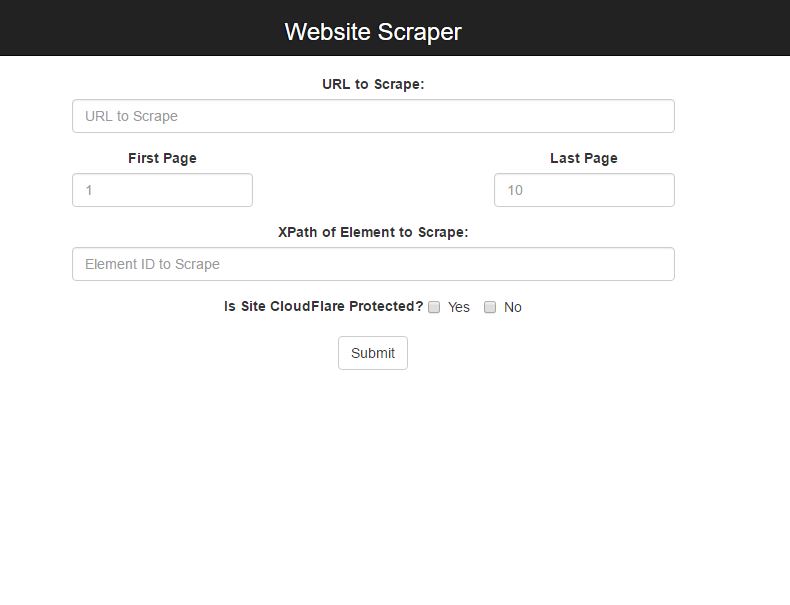 Website Scraper
URL to Scrape:
URL to Scrape
First Page Last Page
1 10
XPath of Element to Scrape:
Element ID to Scrape
Is Site CloudFlare Protected? Yes No
Submit